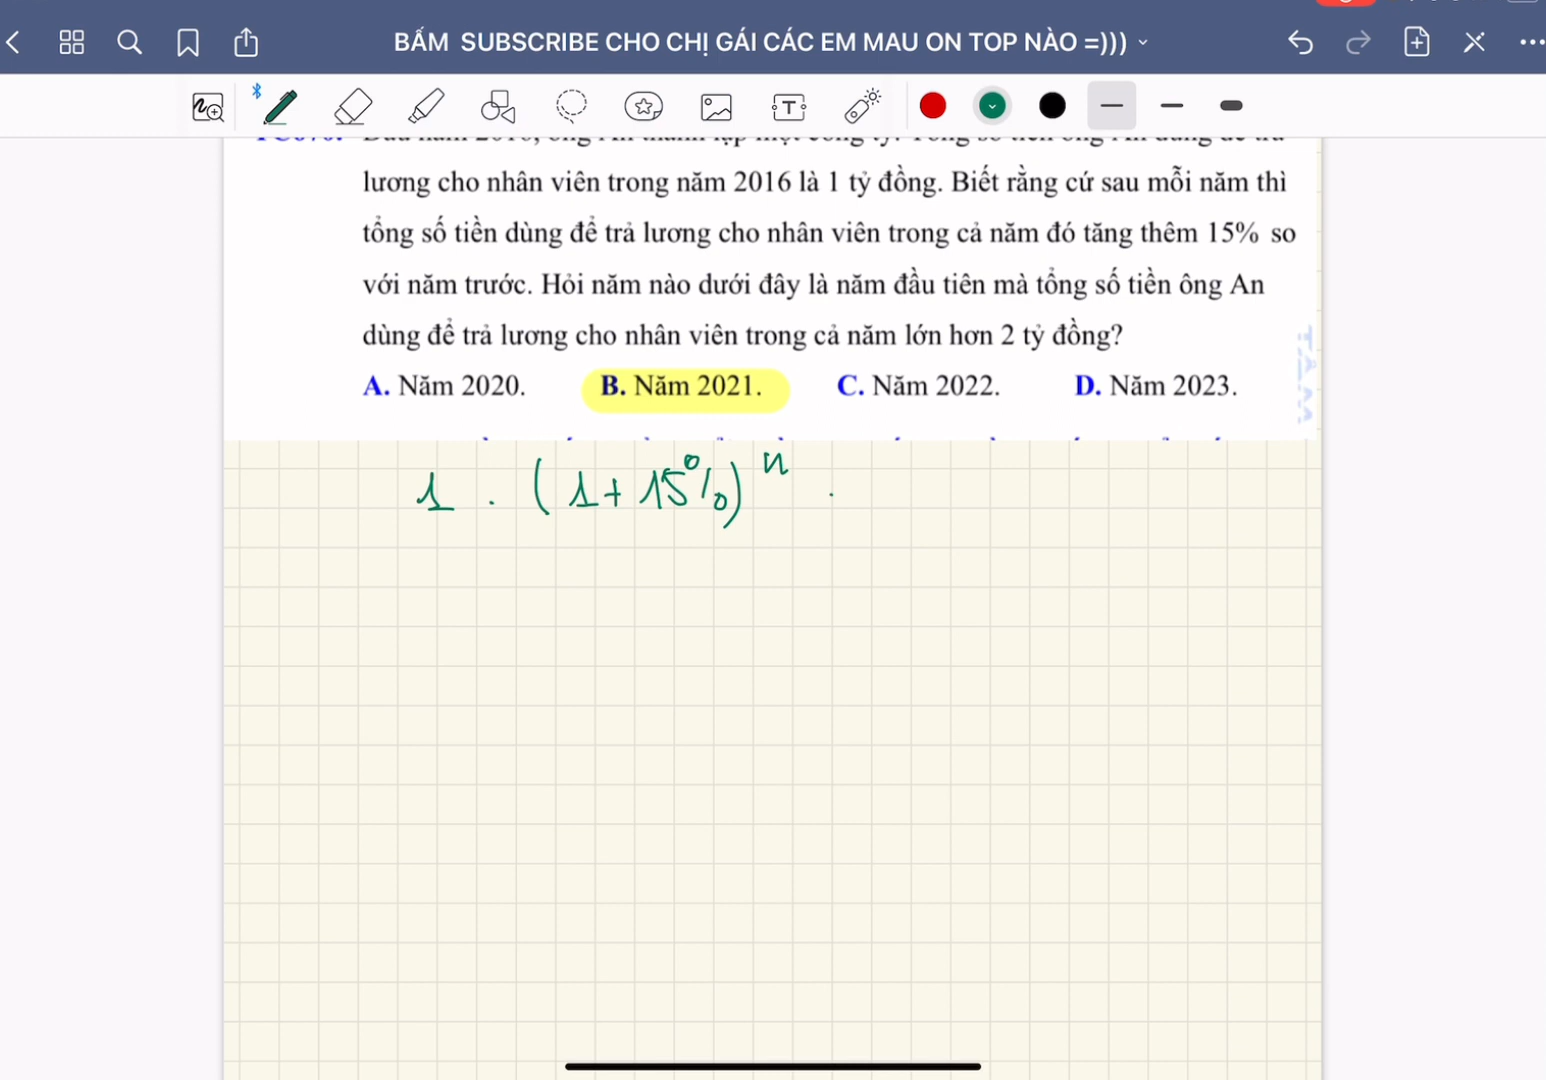 BẤM SUBSCRIBE CHO CHỊ GÁI CÁC EM MAU ON TOP NÀO =)))
lương cho nhân viên trong năm 2016 là 1 tỷ đồng. Biết rằng cứ sau mỗi năm thì
tổng số tiền dùng để trả lương cho nhân viên trong cả năm đó tăng thêm 15% so
với năm trước. Hỏi năm nào dưới đây là năm đầu tiên mà tổng số tiền ông An
dùng để trả lương cho nhân viên trong cả năm lớn hơn 2 tỷ đồng?
A. Năm 2020. B. Năm 2021. C. Năm 2022. D. Năm 2023.
1 . (1+15%)^n .